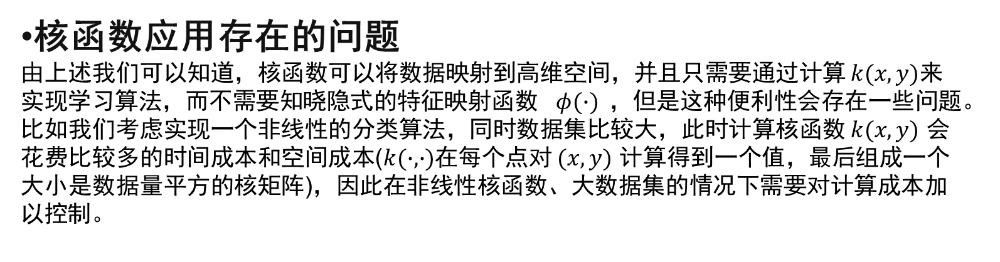 •核函数应用存在的问题
由上述我们可以知道，核函数可以将数据映射到高维空间，并且只需要通过计算 k(x, y)来
实现学习算法，而不需要知晓隐式的特征映射函数 ϕ(·) ，但是这种便利性会存在一些问题。
比如我们考虑实现一个非线性的分类算法，同时数据集比较大，此时计算核函数 k(x, y) 会
花费比较多的时间成本和空间成本(k(·,·)在每个点对 (x, y) 计算得到一个值，最后组成一个
大小是数据量平方的核矩阵)，因此在非线性核函数、大数据集的情况下需要对计算成本加
以控制。